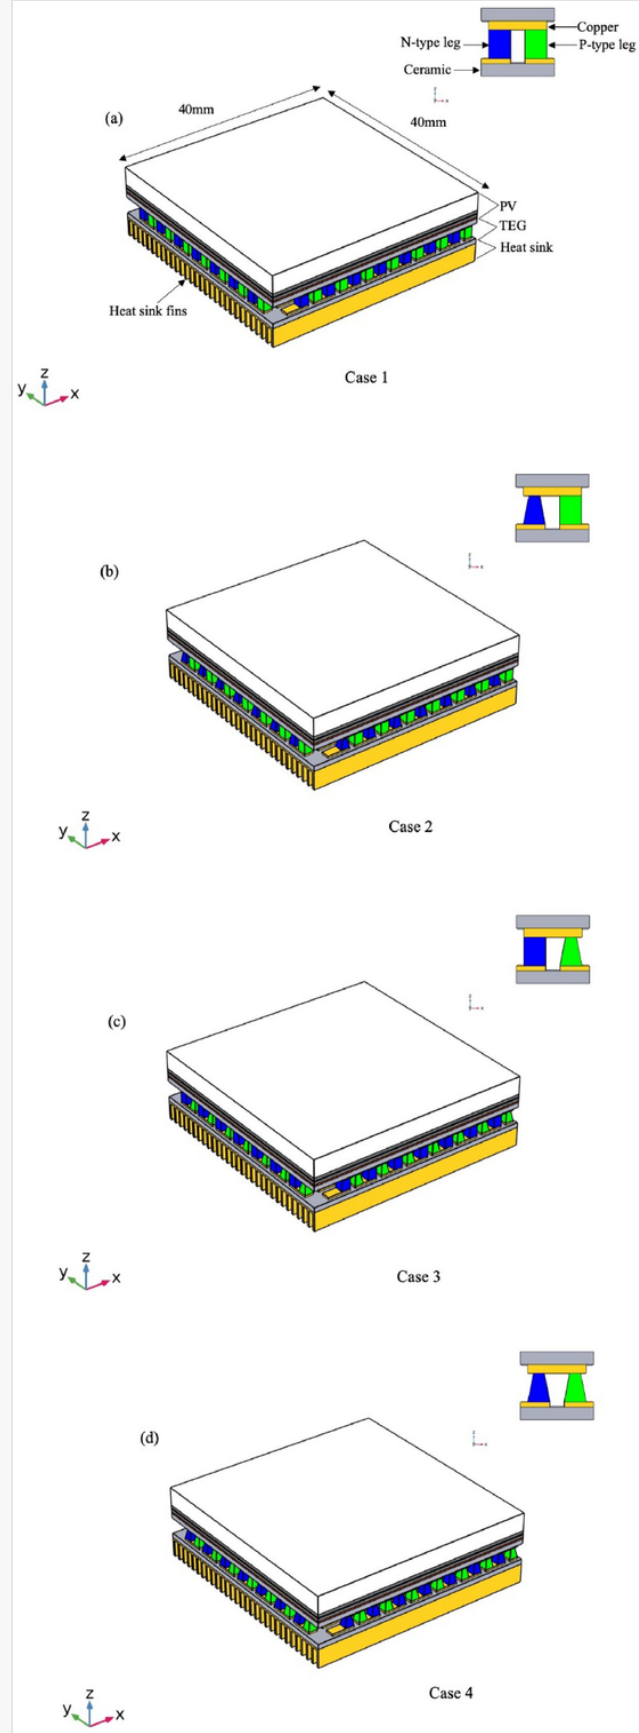 Copper
N-type leg
P-type leg
Ceramic
(a)
40mm
40mm
PV
TEG
Heat sink
Heat sink fins
Case 1
z
y
x
(b)
Case 2
z
y
x
(c)
Case 3
z
y
x
(d)
Case 4
z
y
x